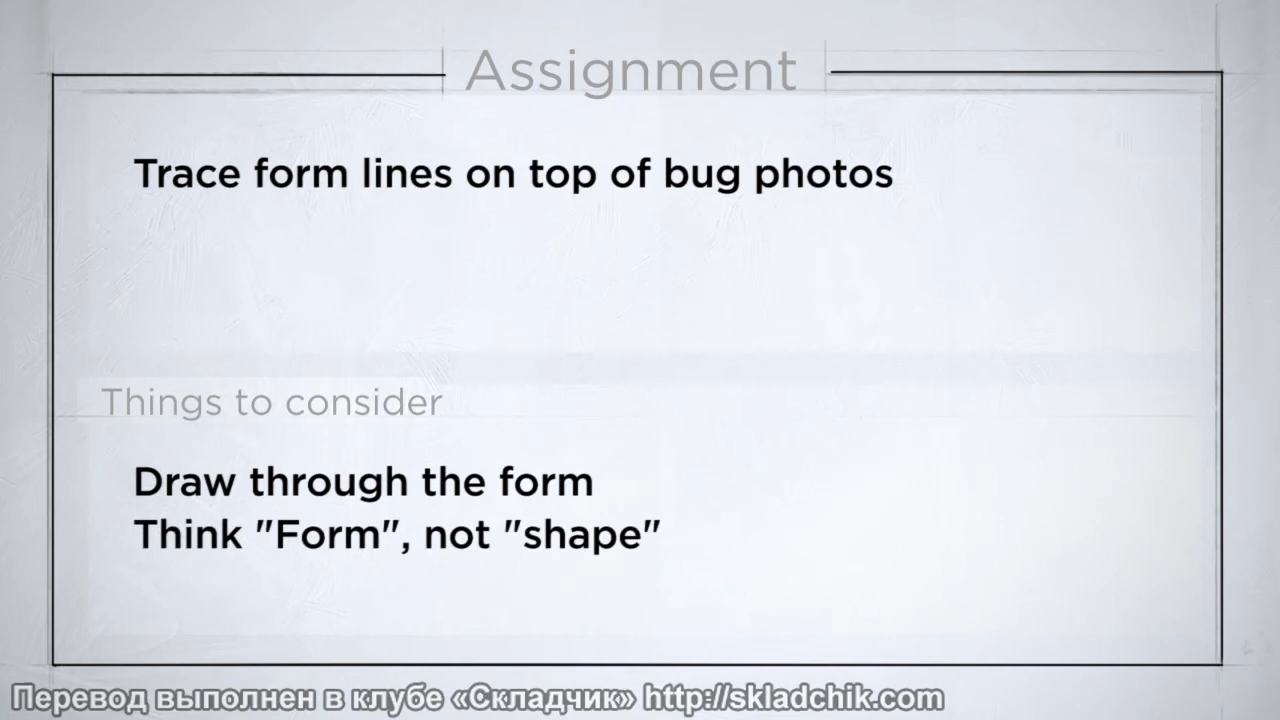 Assignment
Trace form lines on top of bug photos
Things to consider
Draw through the form
Think "Form", not "shape"
Перевод выполнен в клубе «Складчик» http://skladchik.com